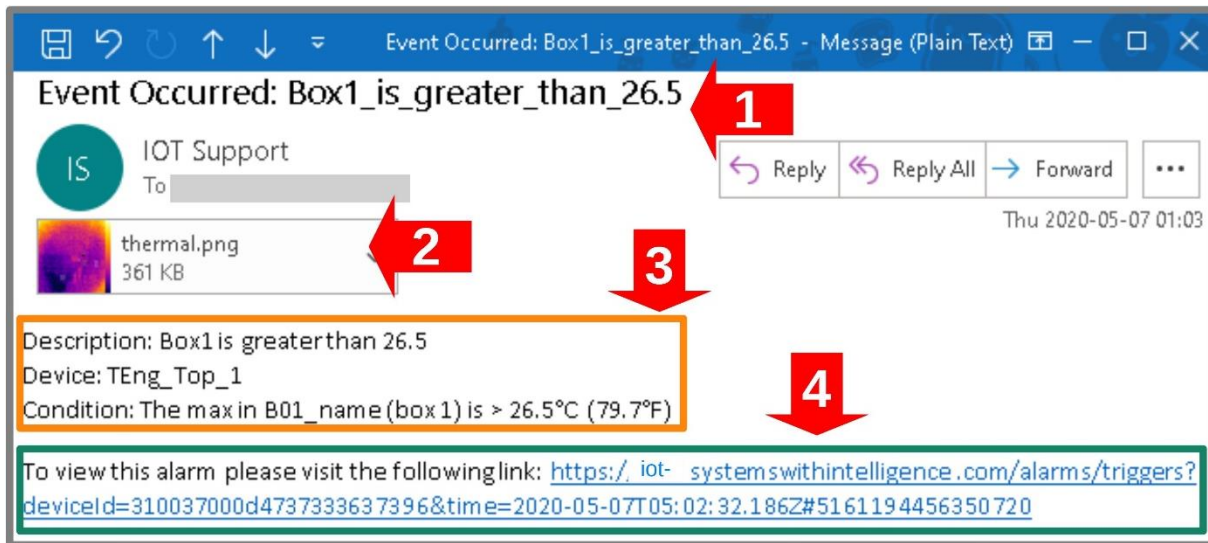 Event Occurred: Box1_is_greater_than_26.5 - Message (Plain Text)
Event Occurred: Box1_is_greater_than_26.5
1
IS
IOT Support
To
Reply
Reply All
Forward
Thu 2020-05-07 01:03
thermal.png
361 KB
2
3
Description: Box1 is greater than 26.5
Device: TEng_Top_1
Condition: The max in B01_name (box 1) is > 26.5°C (79.7°F)
4
To view this alarm please visit the following link: https:/ iot- systemswithintelligence.com/alarms/triggers?
deviceId=310037000d4737333637396&time=2020-05-07T05:02:32.186Z#5161194456350720